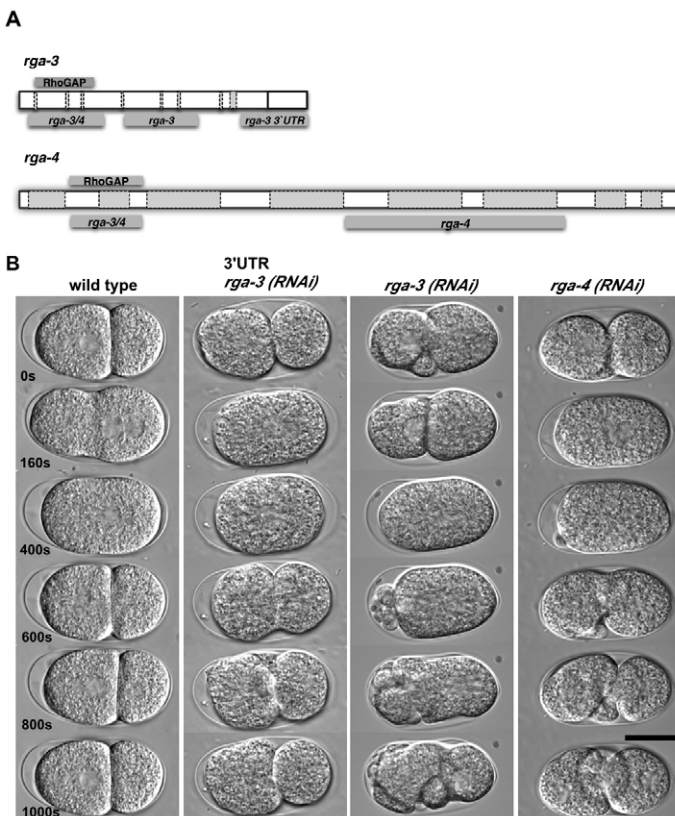 A
rga-3
RhoGAP
rga-3/4 rga-3 rga-3 3`UTR
rga-4
RhoGAP
rga-3/4 rga-4
B
3'UTR
wild type rga-3 (RNAi) rga-3 (RNAi) rga-4 (RNAi)
0s
160s
400s
600s
800s
1000s